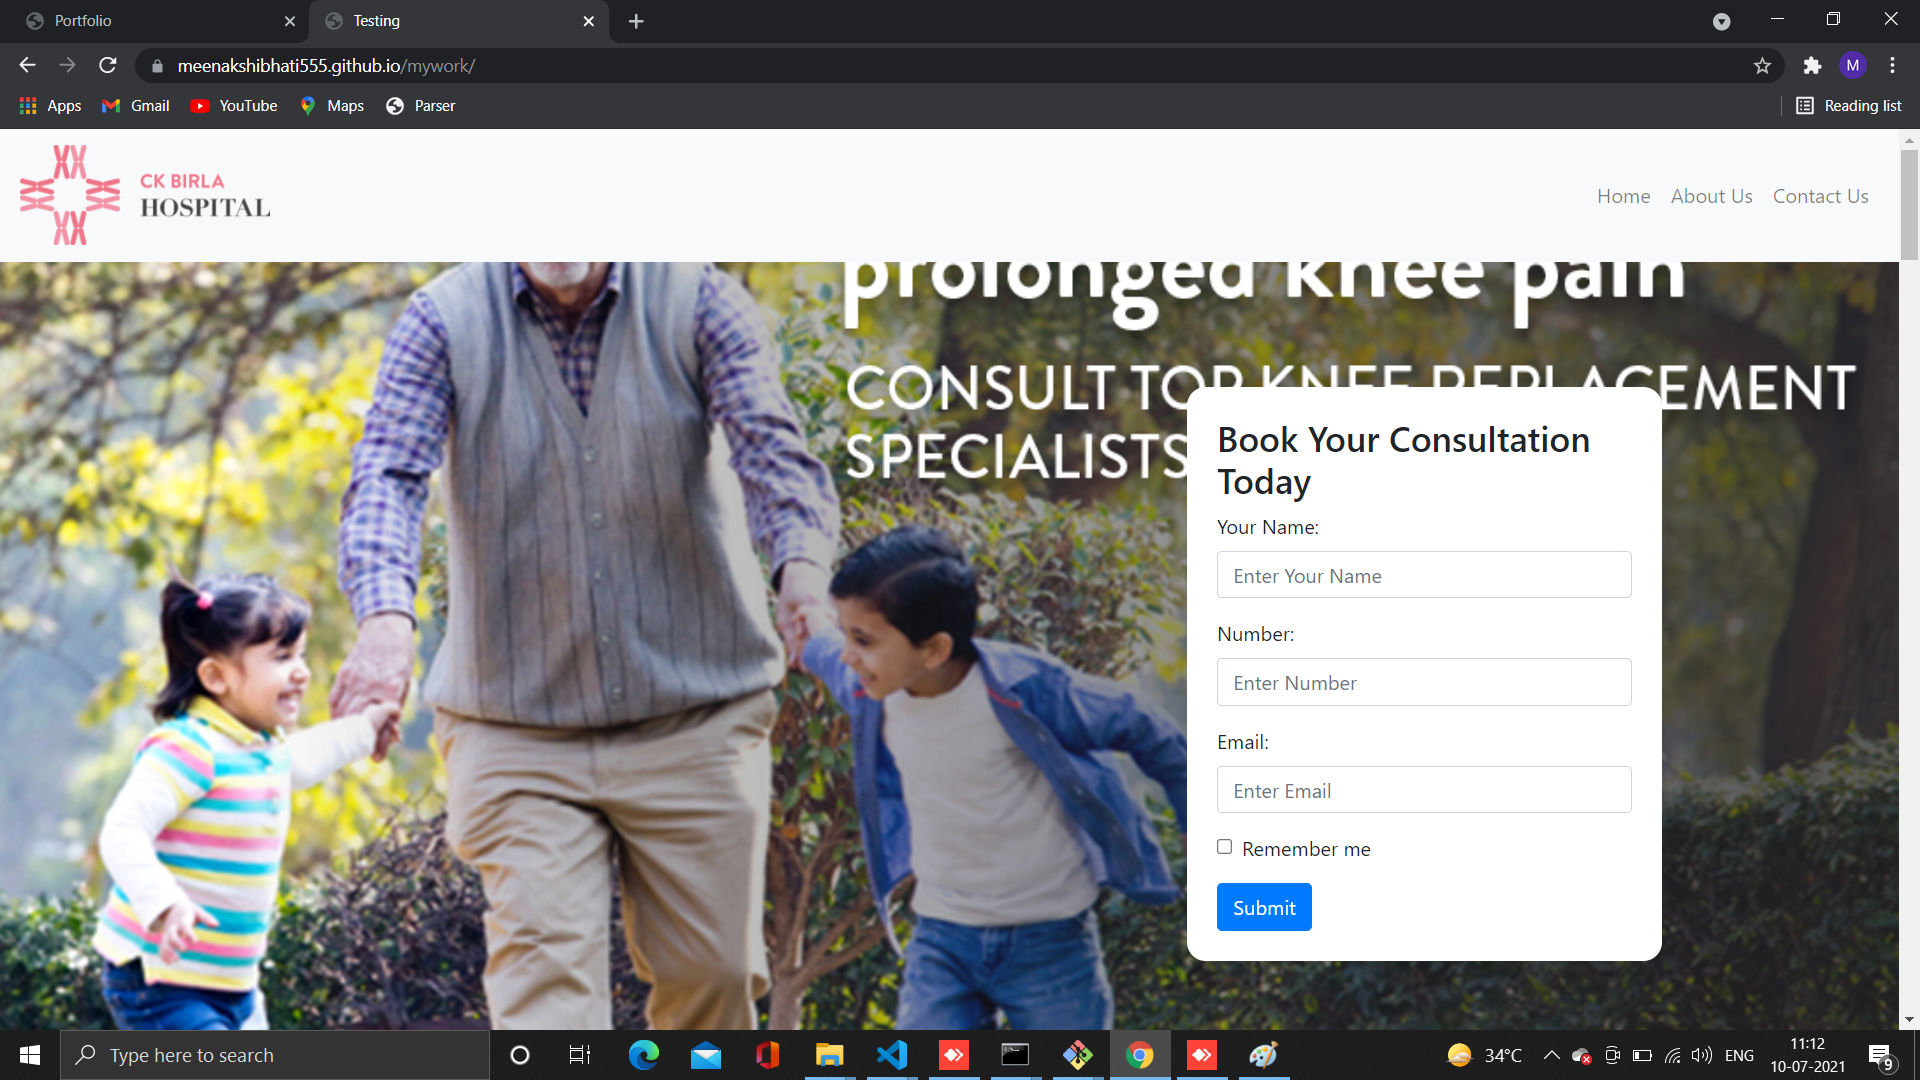 Portfolio
Testing
meenakshibhati555.github.io/mywork/
M
Apps
Gmail
YouTube
Maps
Parser
Reading list
CK BIRLA
HOSPITAL
Home
About Us
Contact Us
prolonged knee pain
CONSULT TOP KNEE REPLACEMENT
SPECIALISTS
Book Your Consultation
Today
Your Name:
Enter Your Name
Number:
Enter Number
Email:
Enter Email
Remember me
Submit
Type here to search
34°C
ENG
11:12
10-07-2021
9